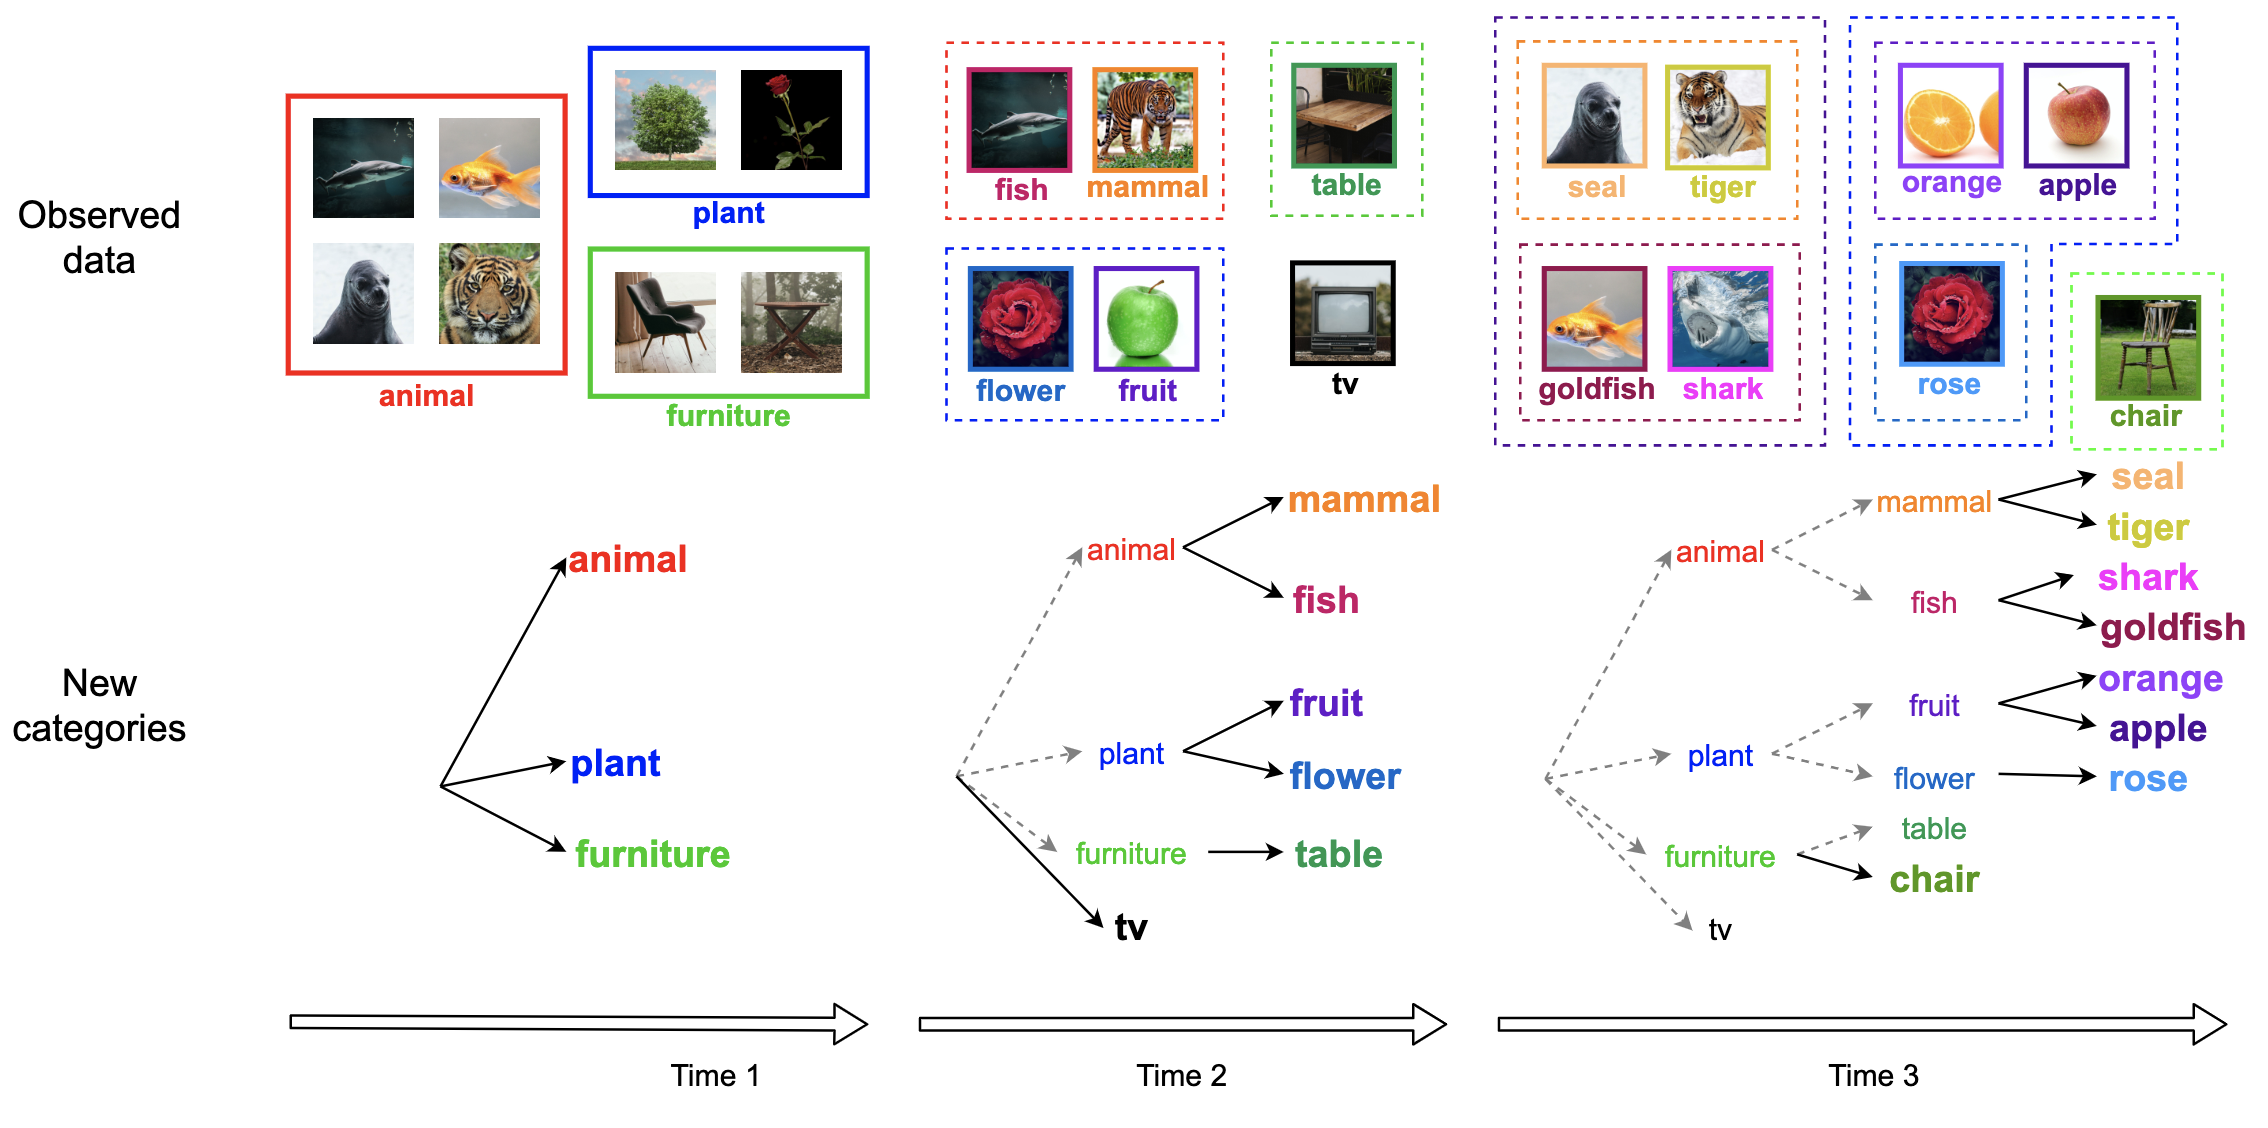 Observed
data
animal
plant
furniture
fish
mammal
table
flower
fruit
tv
seal
tiger
orange
apple
goldfish
shark
rose
chair
New
categories
animal
plant
furniture
animal
mammal
fish
plant
fruit
flower
furniture
table
tv
animal
mammal
seal
tiger
fish
shark
goldfish
plant
fruit
orange
apple
flower
rose
furniture
table
chair
tv
Time 1
Time 2
Time 3